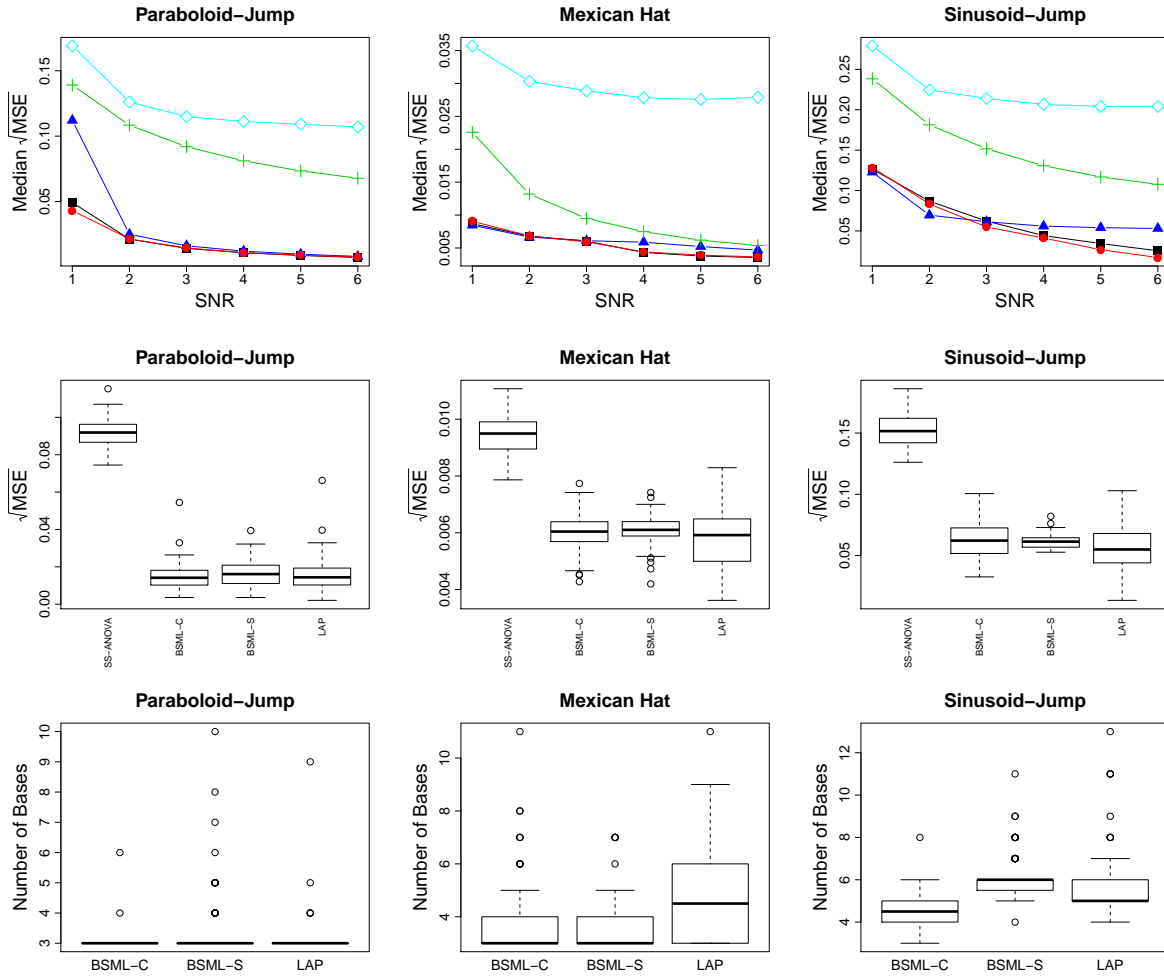 Paraboloid−Jump
Median √MSE
0.05
0.10
0.15
1 2 3 4 5 6
SNR
Mexican Hat
Median √MSE
0.005
0.015
0.025
0.035
1 2 3 4 5 6
SNR
Sinusoid−Jump
Median √MSE
0.05
0.10
0.15
0.20
0.25
1 2 3 4 5 6
SNR
Paraboloid−Jump
√MSE
0.00
0.04
0.08
SS−ANOVA
BSML−C
BSML−S
LAP
Mexican Hat
√MSE
0.004
0.006
0.008
0.010
SS−ANOVA
BSML−C
BSML−S
LAP
Sinusoid−Jump
√MSE
0.05
0.10
0.15
SS−ANOVA
BSML−C
BSML−S
LAP
Paraboloid−Jump
Number of Bases
3
4
5
6
7
8
9
10
BSML−C BSML−S LAP
Mexican Hat
Number of Bases
4
6
8
10
BSML−C BSML−S LAP
Sinusoid−Jump
Number of Bases
4
6
8
10
12
BSML−C BSML−S LAP